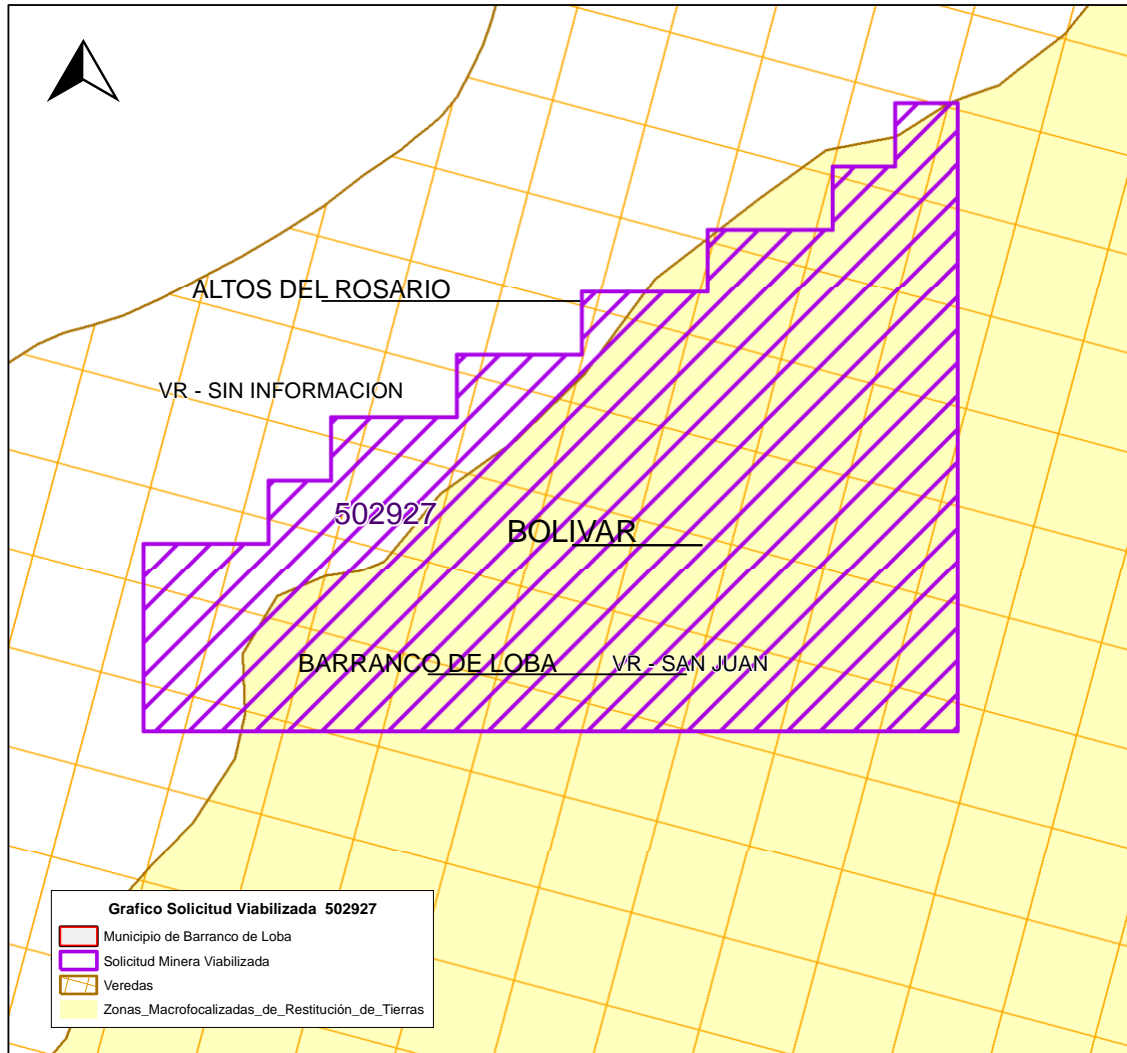 ALTOS DEL ROSARIO
VR - SIN INFORMACION
502927
BOLIVAR
BARRANCO DE LOBA
VR - SAN JUAN
Grafico Solicitud Viabilizada 502927
Municipio de Barranco de Loba
Solicitud Minera Viabilizada
Veredas
Zonas_Macrofocalizadas_de_Restitución_de_Tierras